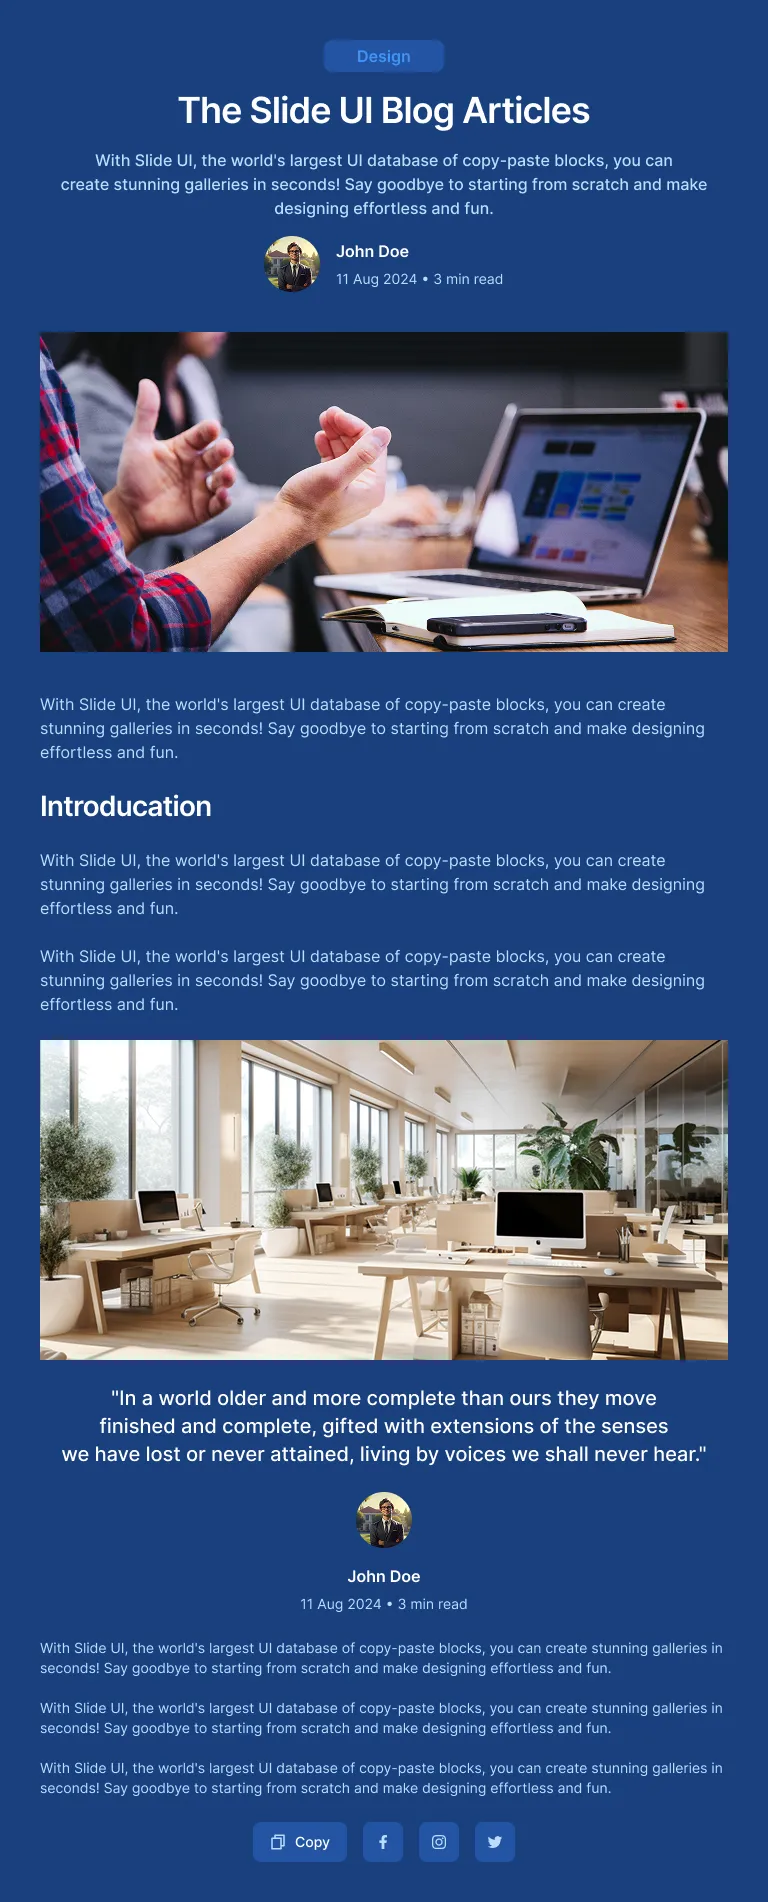 Design
The Slide UI Blog Articles
With Slide UI, the world's largest UI database of copy-paste blocks, you can
create stunning galleries in seconds! Say goodbye to starting from scratch and make
designing effortless and fun.
John Doe
11 Aug 2024 • 3 min read
With Slide UI, the world's largest UI database of copy-paste blocks, you can create
stunning galleries in seconds! Say goodbye to starting from scratch and make designing
effortless and fun.
Introducation
With Slide UI, the world's largest UI database of copy-paste blocks, you can create
stunning galleries in seconds! Say goodbye to starting from scratch and make designing
effortless and fun.
With Slide UI, the world's largest UI database of copy-paste blocks, you can create
stunning galleries in seconds! Say goodbye to starting from scratch and make designing
effortless and fun.
"In a world older and more complete than ours they move
finished and complete, gifted with extensions of the senses
we have lost or never attained, living by voices we shall never hear."
John Doe
11 Aug 2024 • 3 min read
With Slide UI, the world's largest UI database of copy-paste blocks, you can create stunning galleries in
seconds! Say goodbye to starting from scratch and make designing effortless and fun.
With Slide UI, the world's largest UI database of copy-paste blocks, you can create stunning galleries in
seconds! Say goodbye to starting from scratch and make designing effortless and fun.
With Slide UI, the world's largest UI database of copy-paste blocks, you can create stunning galleries in
seconds! Say goodbye to starting from scratch and make designing effortless and fun.
Copy